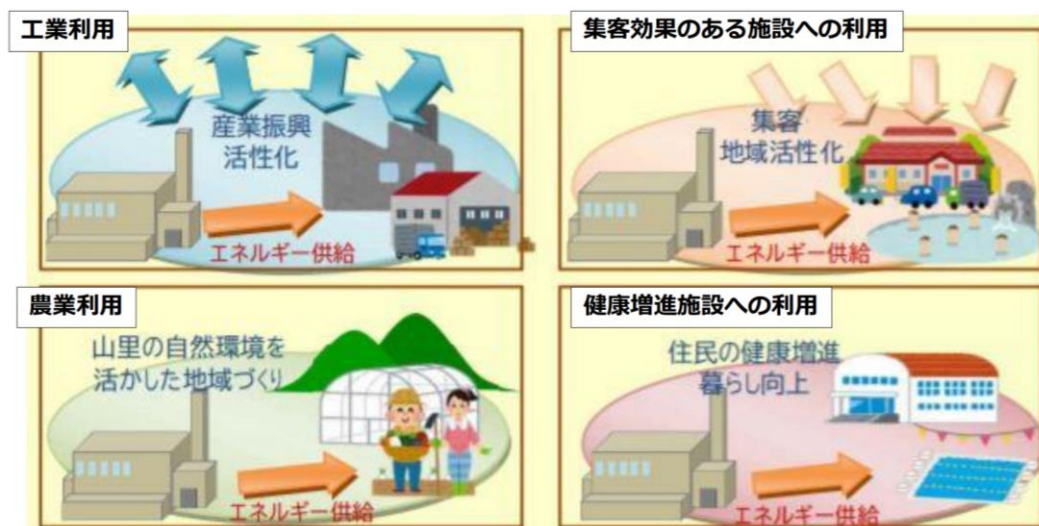 工業利用
産業振興
活性化
エネルギー供給
集客効果のある施設への利用
集客
地域活性化
エネルギー供給
農業利用
山里の自然環境を
活かした地域づくり
エネルギー供給
健康増進施設への利用
住民の健康増進
暮らし向上
エネルギー供給